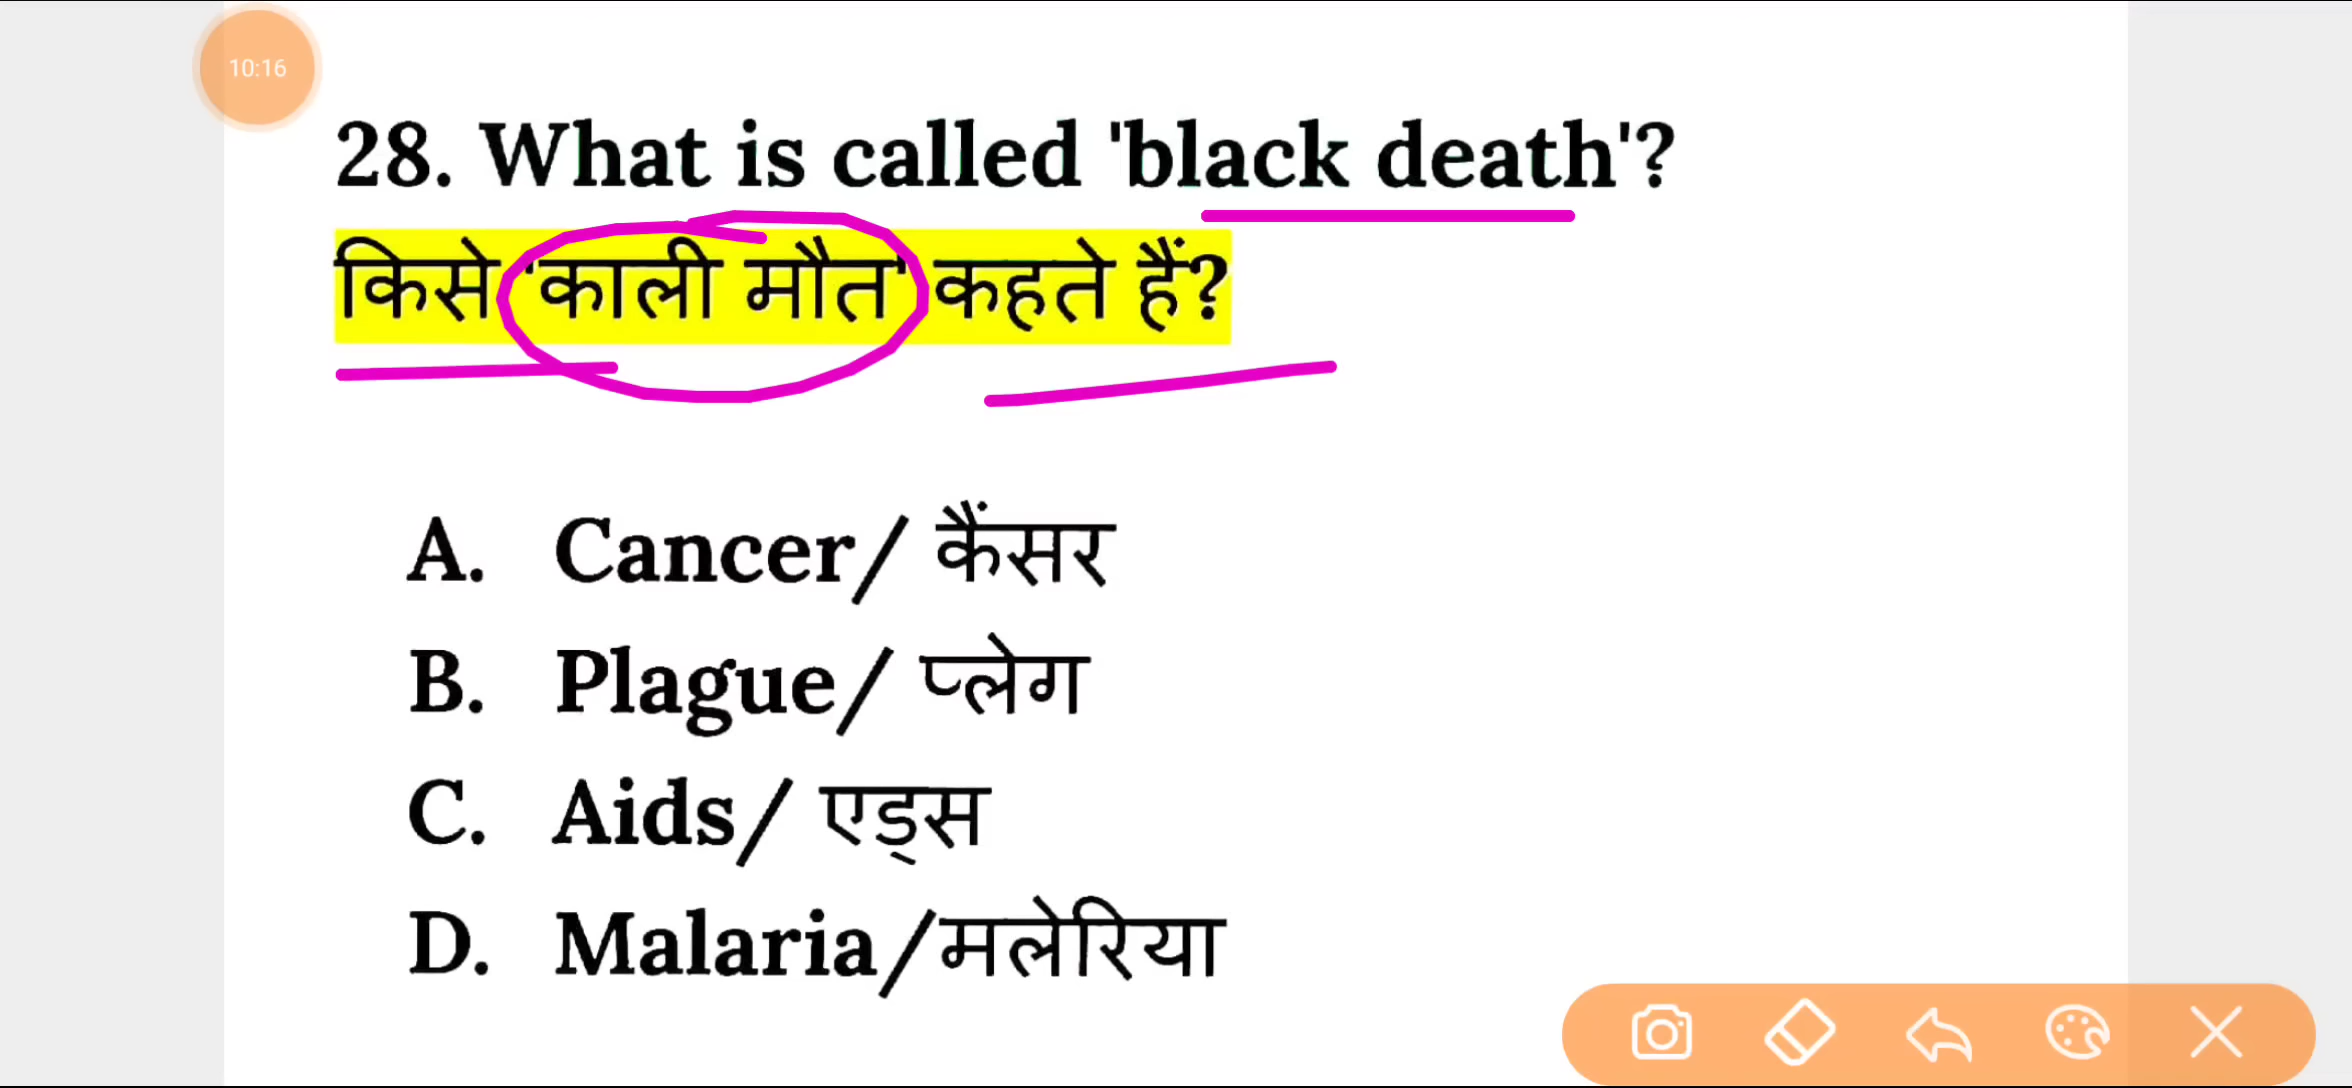 10:16
28. What is called 'black death'?
किसे 'काली मौत' कहते हैं?
A. Cancer/ कैंसर
B. Plague/ प्लेग
C. Aids/ एड्स
D. Malaria/मलेरिया